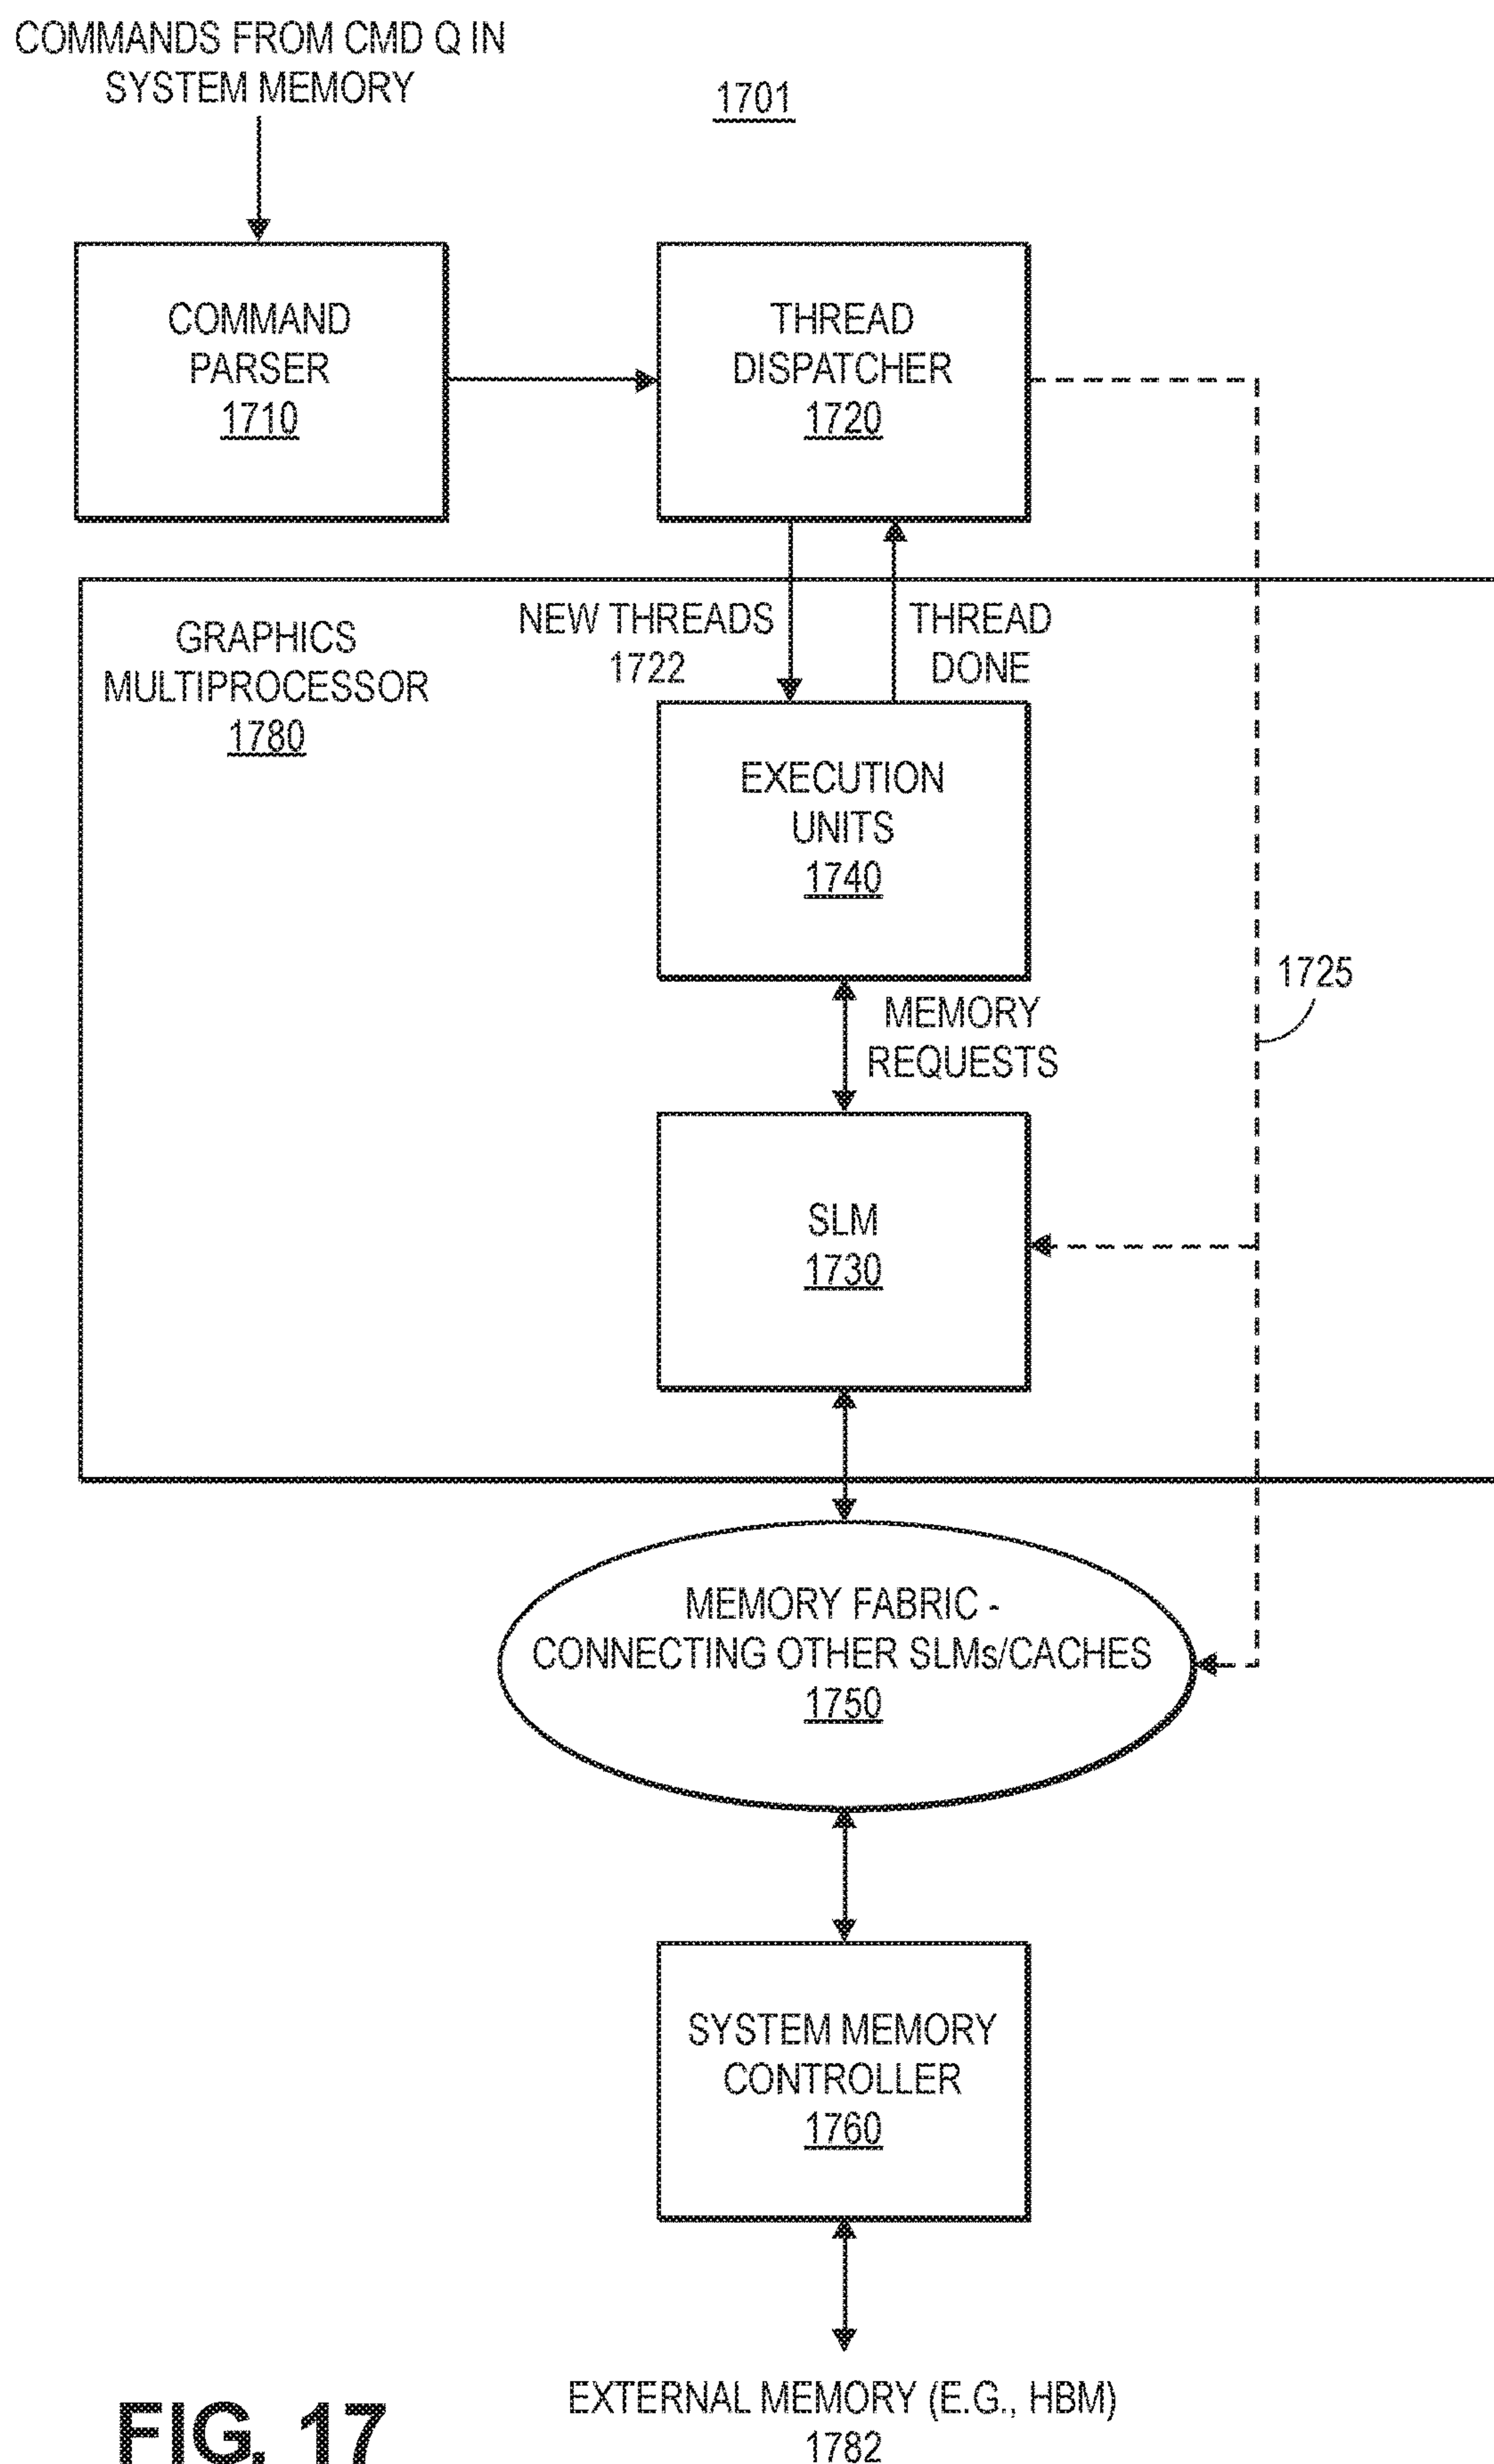 COMMANDS FROM CMD Q IN
SYSTEM MEMORY
1701
COMMAND
PARSER
1710
THREAD
DISPATCHER
1720
GRAPHICS
MULTIPROCESSOR
1780
NEW THREADS
1722
THREAD
DONE
EXECUTION
UNITS
1740
1725
MEMORY
REQUESTS
SLM
1730
MEMORY FABRIC -
CONNECTING OTHER SLMs/CACHES
1750
SYSTEM MEMORY
CONTROLLER
1760
EXTERNAL MEMORY (E.G., HBM)
1782
FIG. 17